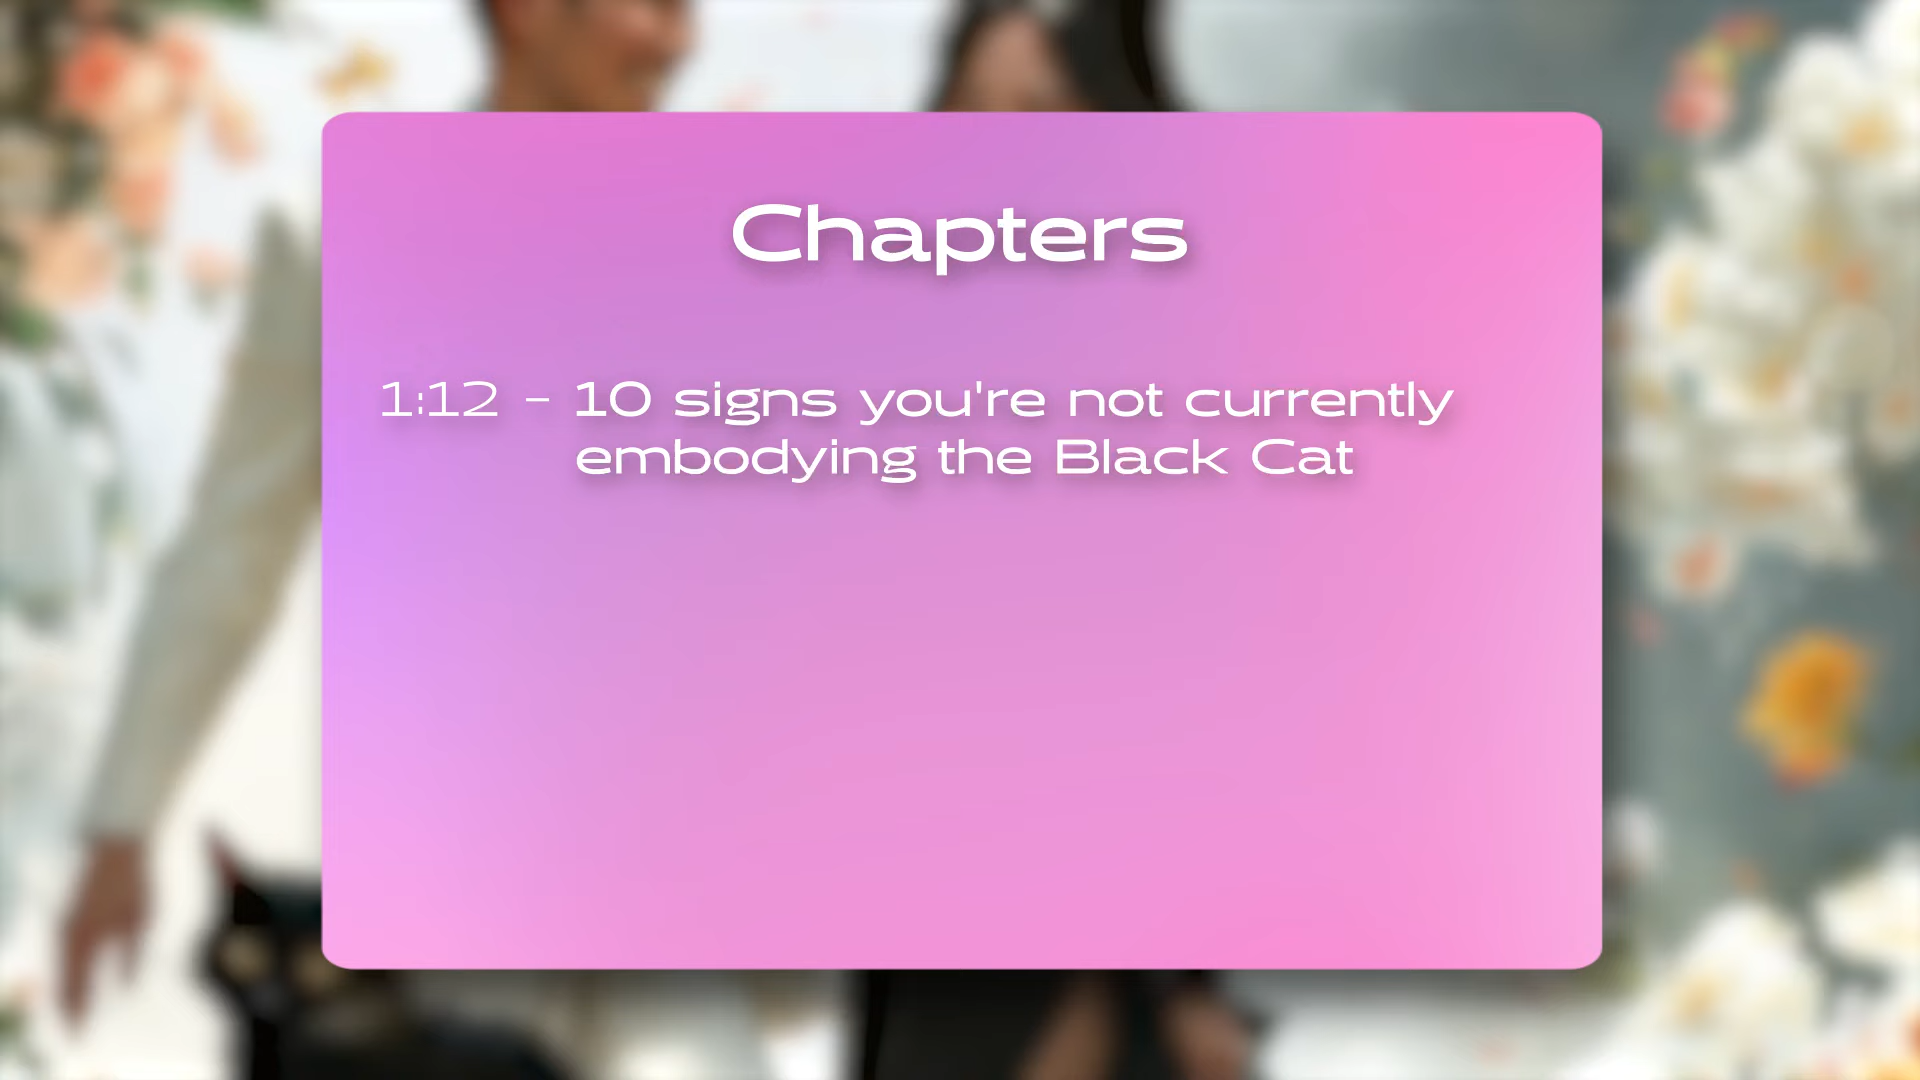 Chapters
1:12 - 10 signs you're not currently
embodying the Black Cat